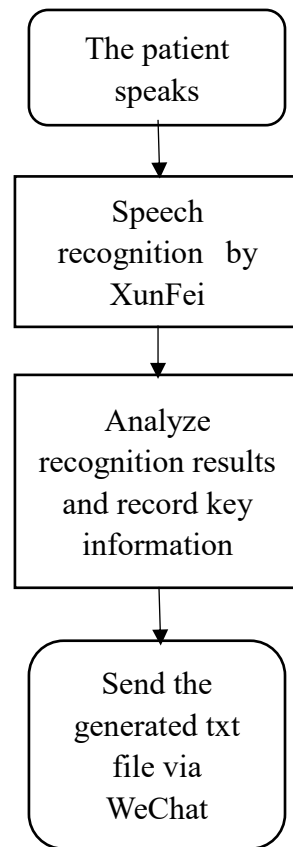 The patient
speaks
Speech
recognition by
XunFei
Analyze
recognition results
and record key
information
Send the
generated txt
file via
WeChat